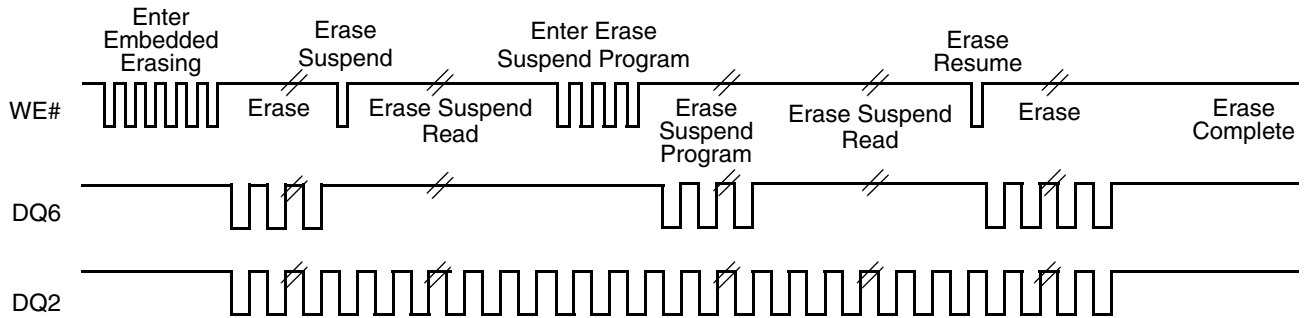 Enter
Embedded
Erasing
Erase
Suspend
Enter Erase
Suspend Program
Erase
Resume
WE#
Erase
Erase Suspend
Read
Erase
Suspend
Program
Erase Suspend
Read
Erase
Erase
Complete
DQ6
DQ2